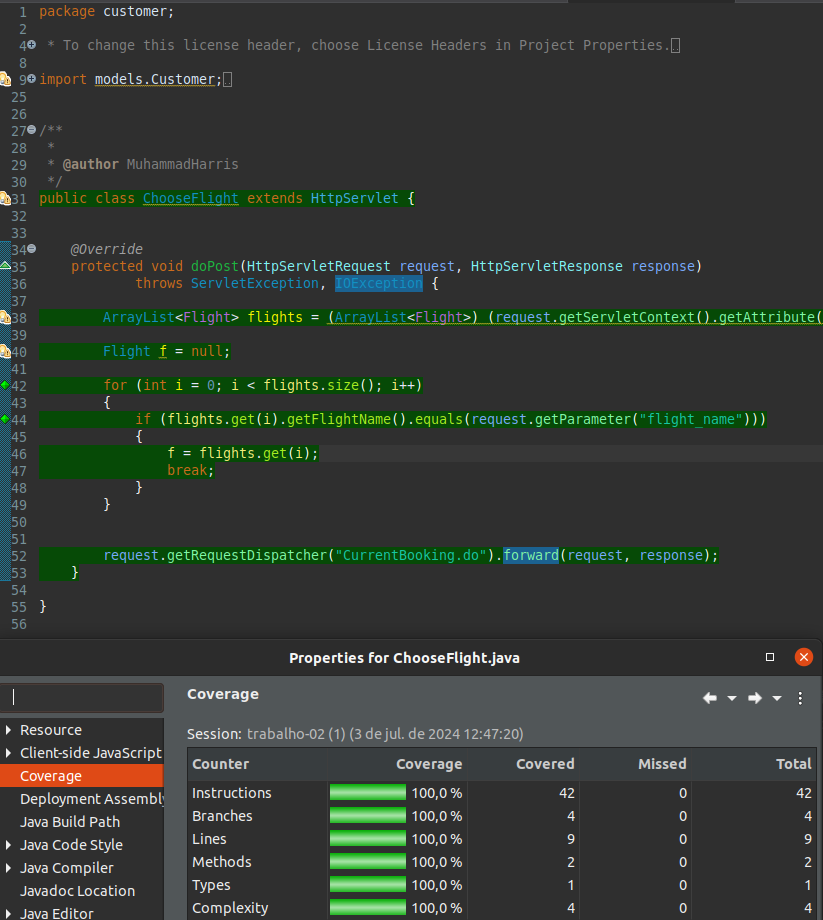 1 package customer;
2
4 * To change this license header, choose License Headers in Project Properties.
8
9 import models.Customer;
25
26
27 /**
28 *
29 * @author MuhammadHarris
30 */
31 public class ChooseFlight extends HttpServlet {
32
33
34 @Override
35 protected void doPost(HttpServletRequest request, HttpServletResponse response)
36 throws ServletException, IOException {
37
38 ArrayList<Flight> flights = (ArrayList<Flight>) (request.getServletContext().getAttribute(
39
40 Flight f = null;
41
42 for (int i = 0; i < flights.size(); i++)
43 {
44 if (flights.get(i).getFlightName().equals(request.getParameter("flight_name")))
45 {
46 f = flights.get(i);
47 break;
48 }
49 }
50
51
52 request.getRequestDispatcher("CurrentBooking.do").forward(request, response);
53 }
54
55 }
56
Properties for ChooseFlight.java
Resource
Client-side JavaScript
Coverage
Deployment Assembly
Java Build Path
Java Code Style
Java Compiler
Javadoc Location
Java Editor
Coverage
Session: trabalho-02 (1) (3 de jul. de 2024 12:47:20)
Counter Coverage Covered Missed Total
Instructions 100,0 % 42 0 42
Branches 100,0 % 4 0 4
Lines 100,0 % 9 0 9
Methods 100,0 % 2 0 2
Types 100,0 % 1 0 1
Complexity 100,0 % 4 0 4